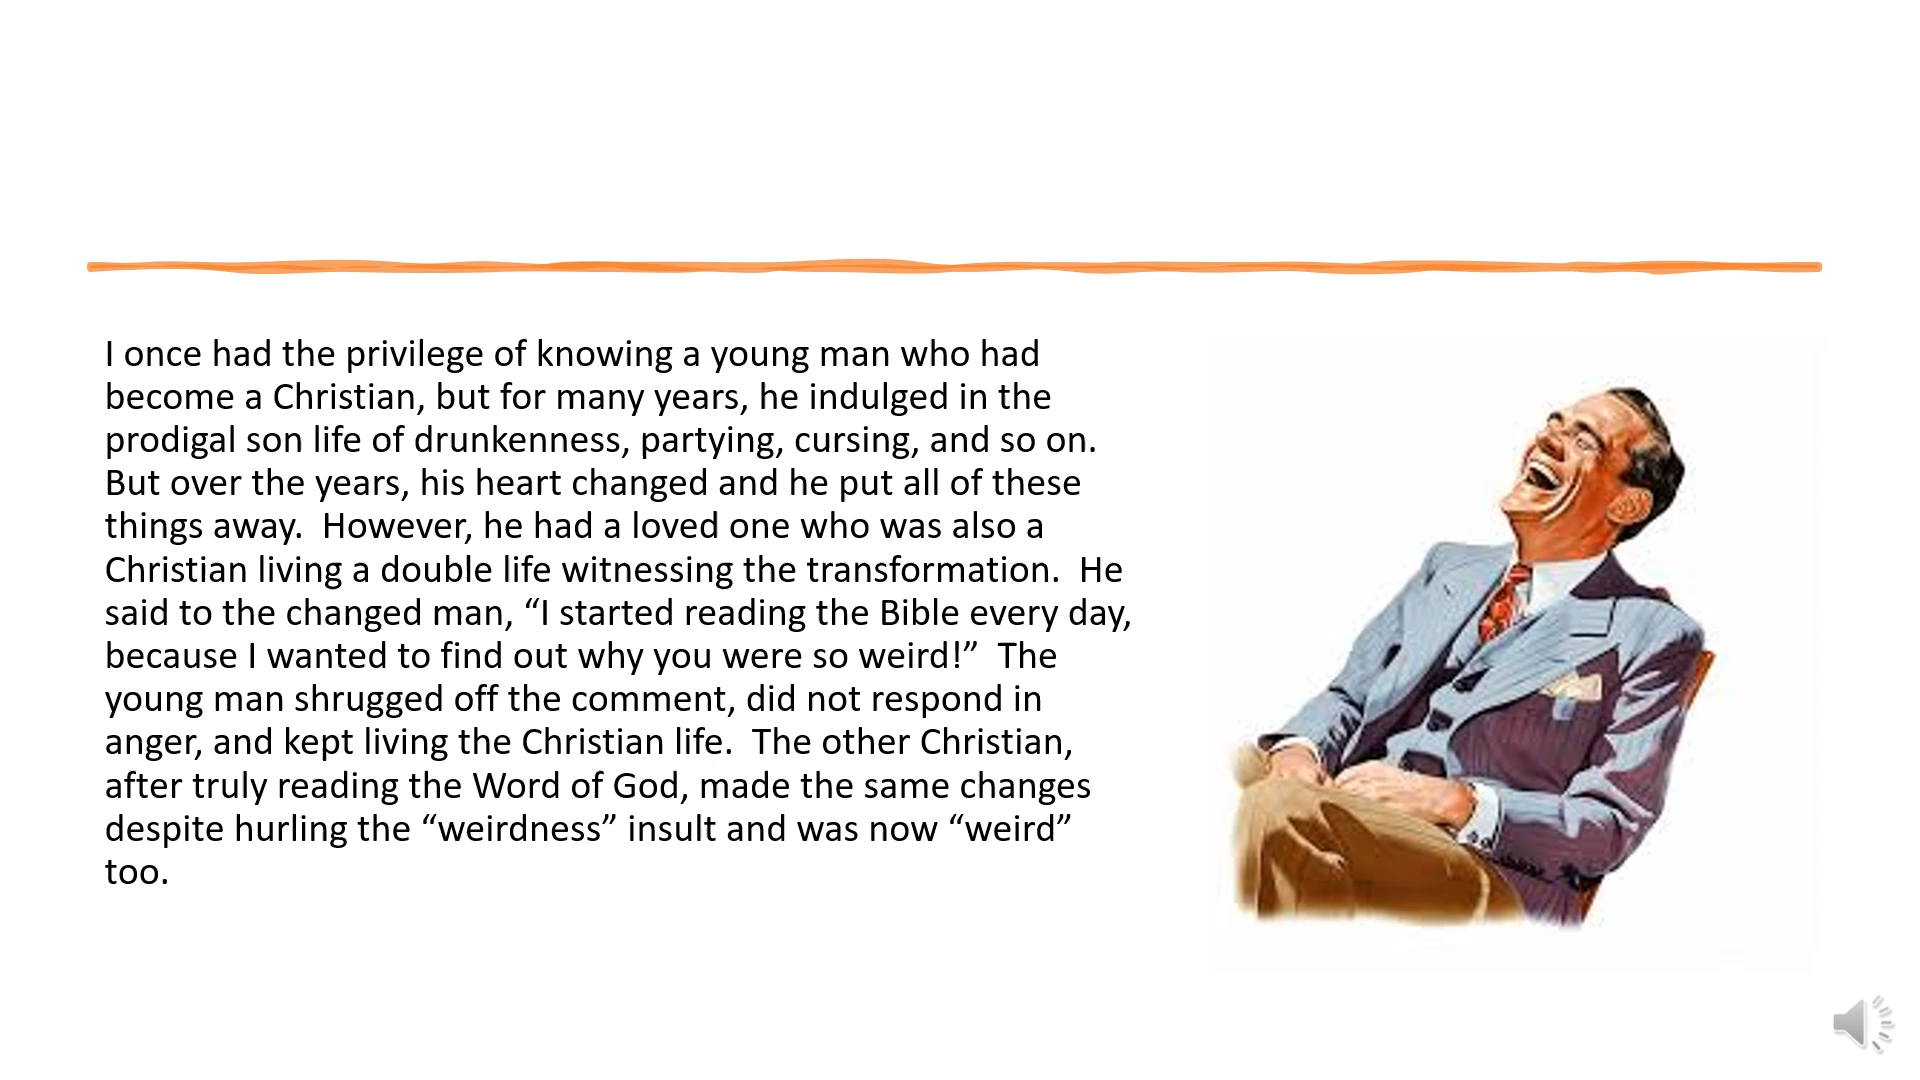 I once had the privilege of knowing a young man who had
become a Christian, but for many years, he indulged in the
prodigal son life of drunkenness, partying, cursing, and so on.
But over the years, his heart changed and he put all of these
things away.  However, he had a loved one who was also a
Christian living a double life witnessing the transformation.  He
said to the changed man, “I started reading the Bible every day,
because I wanted to find out why you were so weird!”  The
young man shrugged off the comment, did not respond in
anger, and kept living the Christian life.  The other Christian,
after truly reading the Word of God, made the same changes
despite hurling the “weirdness” insult and was now “weird”
too.